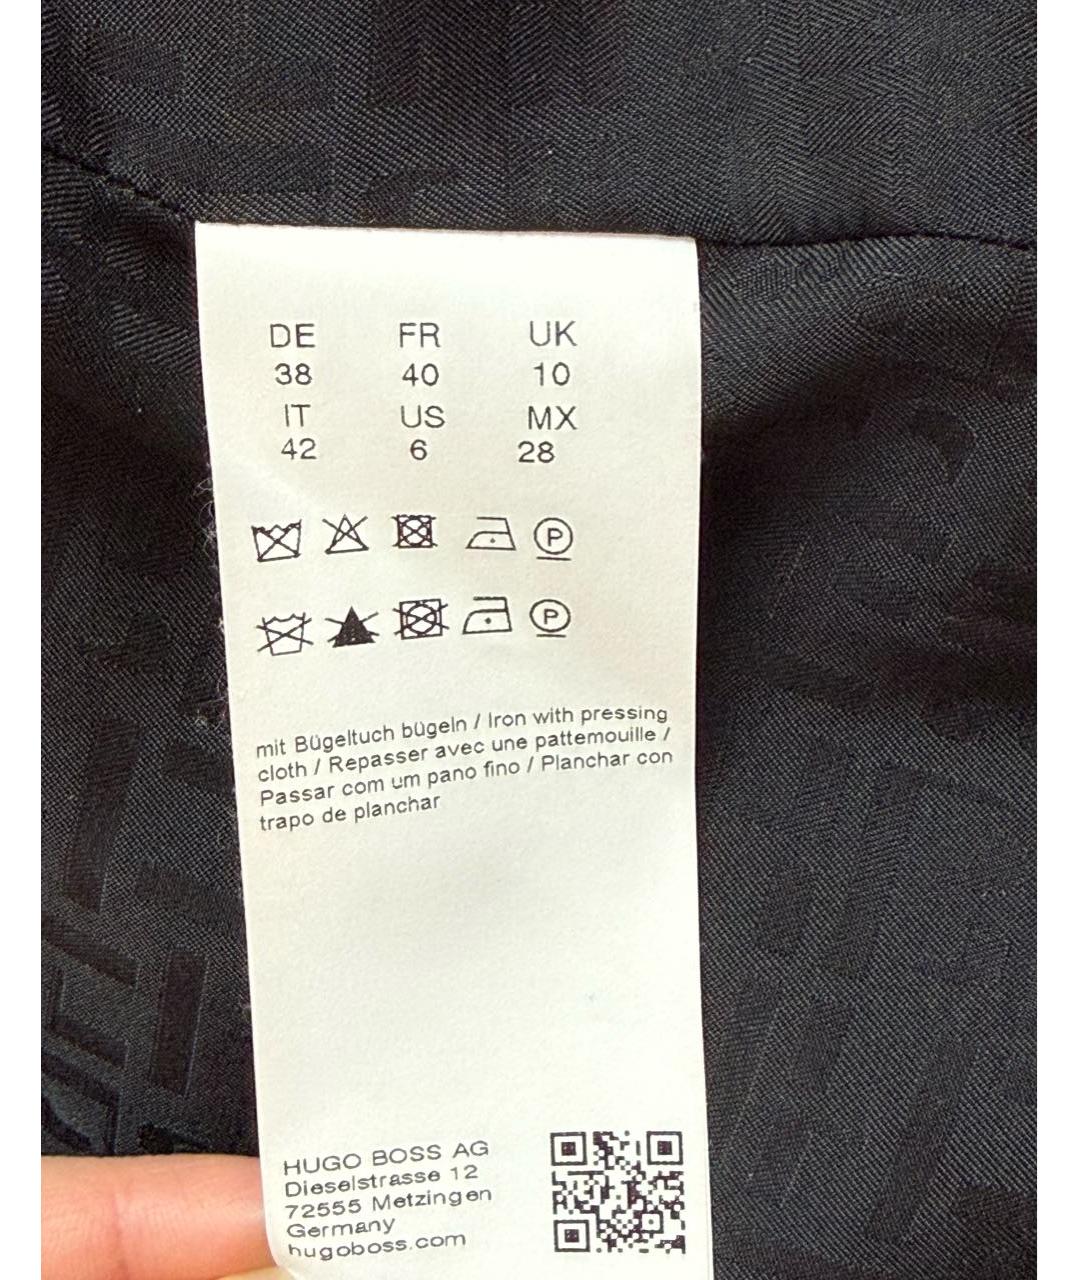 DE FR UK
38 40 10
IT US MX
42 6 28
P
P
mit Bügeltuch bügeln / Iron with pressing
cloth / Repasser avec une pattemouille /
Passar com um pano fino / Planchar con
trapo de planchar
HUGO BOSS AG
Dieselstrasse 12
72555 Metzingen
Germany
hugoboss.com